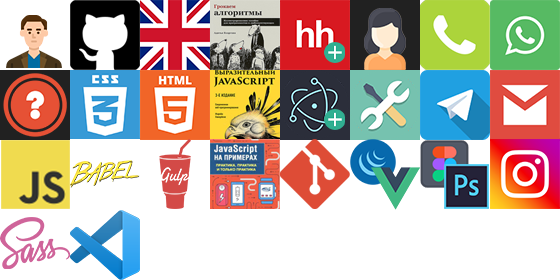 Грокаем
алгоритмы
hh
?
CSS
3
HTML
5
ВЫРАЗИТЕЛЬНЫЙ
JAVASCRIPT
JS
BABEL
Gulp
JavaScript
НА ПРИМЕРАХ
ПРАКТИКА, ПРАКТИКА
И ТОЛЬКО ПРАКТИКА
Ps
Sass